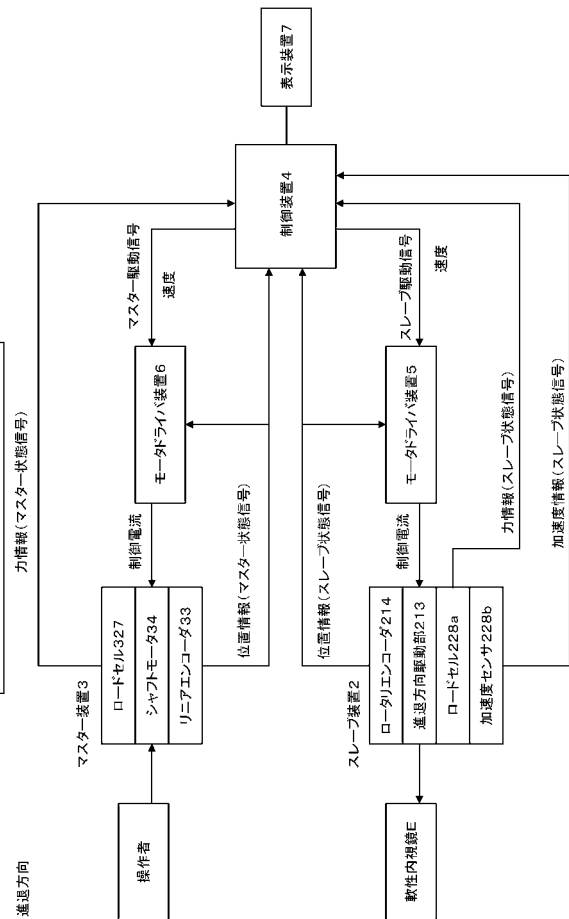 進退方向
操作者
マスター装置3
ロードセル327
シャフトモータ34
リニアエンコーダ33
力情報(マスター状態信号)
制御電流
モータドライバ装置6
マスター駆動信号
速度
位置情報(マスター状態信号)
制御装置4
表示装置7
軟性内視鏡E
スレーブ装置2
ロータリエンコーダ214
進退方向駆動部213
ロードセル228a
加速度センサ228b
位置情報(スレーブ状態信号)
制御電流
モータドライバ装置5
スレーブ駆動信号
速度
力情報(スレーブ状態信号)
加速度情報(スレーブ状態信号)